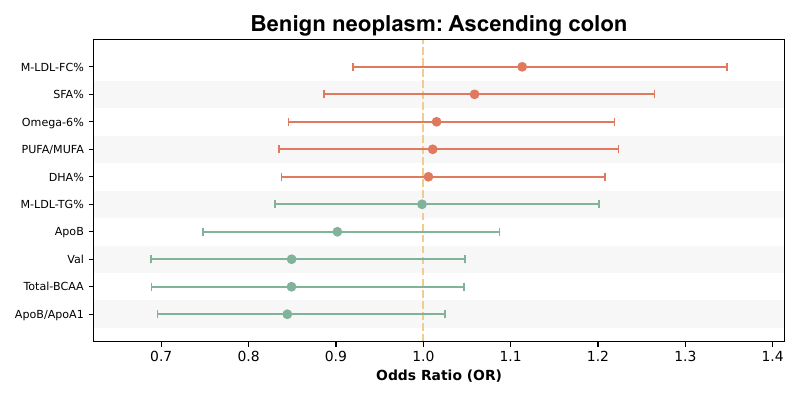 Benign neoplasm: Ascending colon
M-LDL-FC%
SFA%
Omega-6%
PUFA/MUFA
DHA%
M-LDL-TG%
ApoB
Val
Total-BCAA
ApoB/ApoA1
0.7 0.8 0.9 1.0 1.1 1.2 1.3 1.4
Odds Ratio (OR)